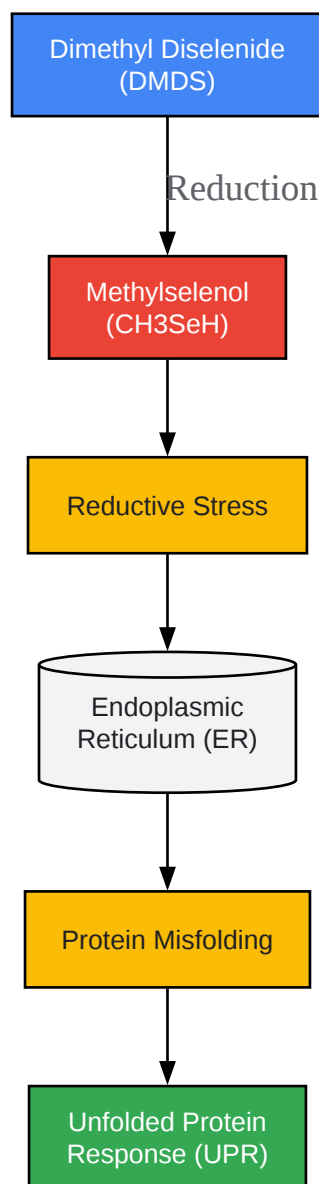 Dimethyl Diselenide
(DMDS)
Reduction
Methylselenol
(CH3SeH)
Reductive Stress
Endoplasmic
Reticulum (ER)
Protein Misfolding
Unfolded Protein
Response (UPR)